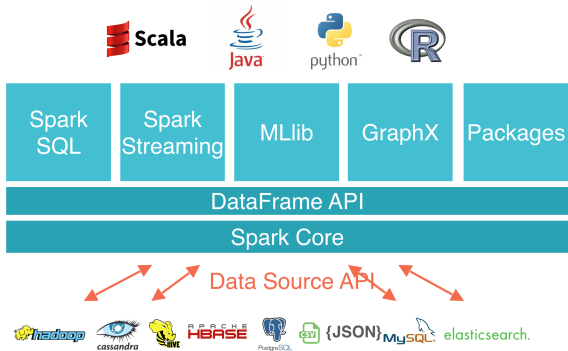 Scala
Java
python™
R
Spark
SQL
Spark
Streaming
MLlib
GraphX
Packages
DataFrame API
Spark Core
Data Source API
hadoop
cassandra
HIVE
APACHE
HBASE
PostgreSQL
CSV
{JSON}
MySQL
elasticsearch.